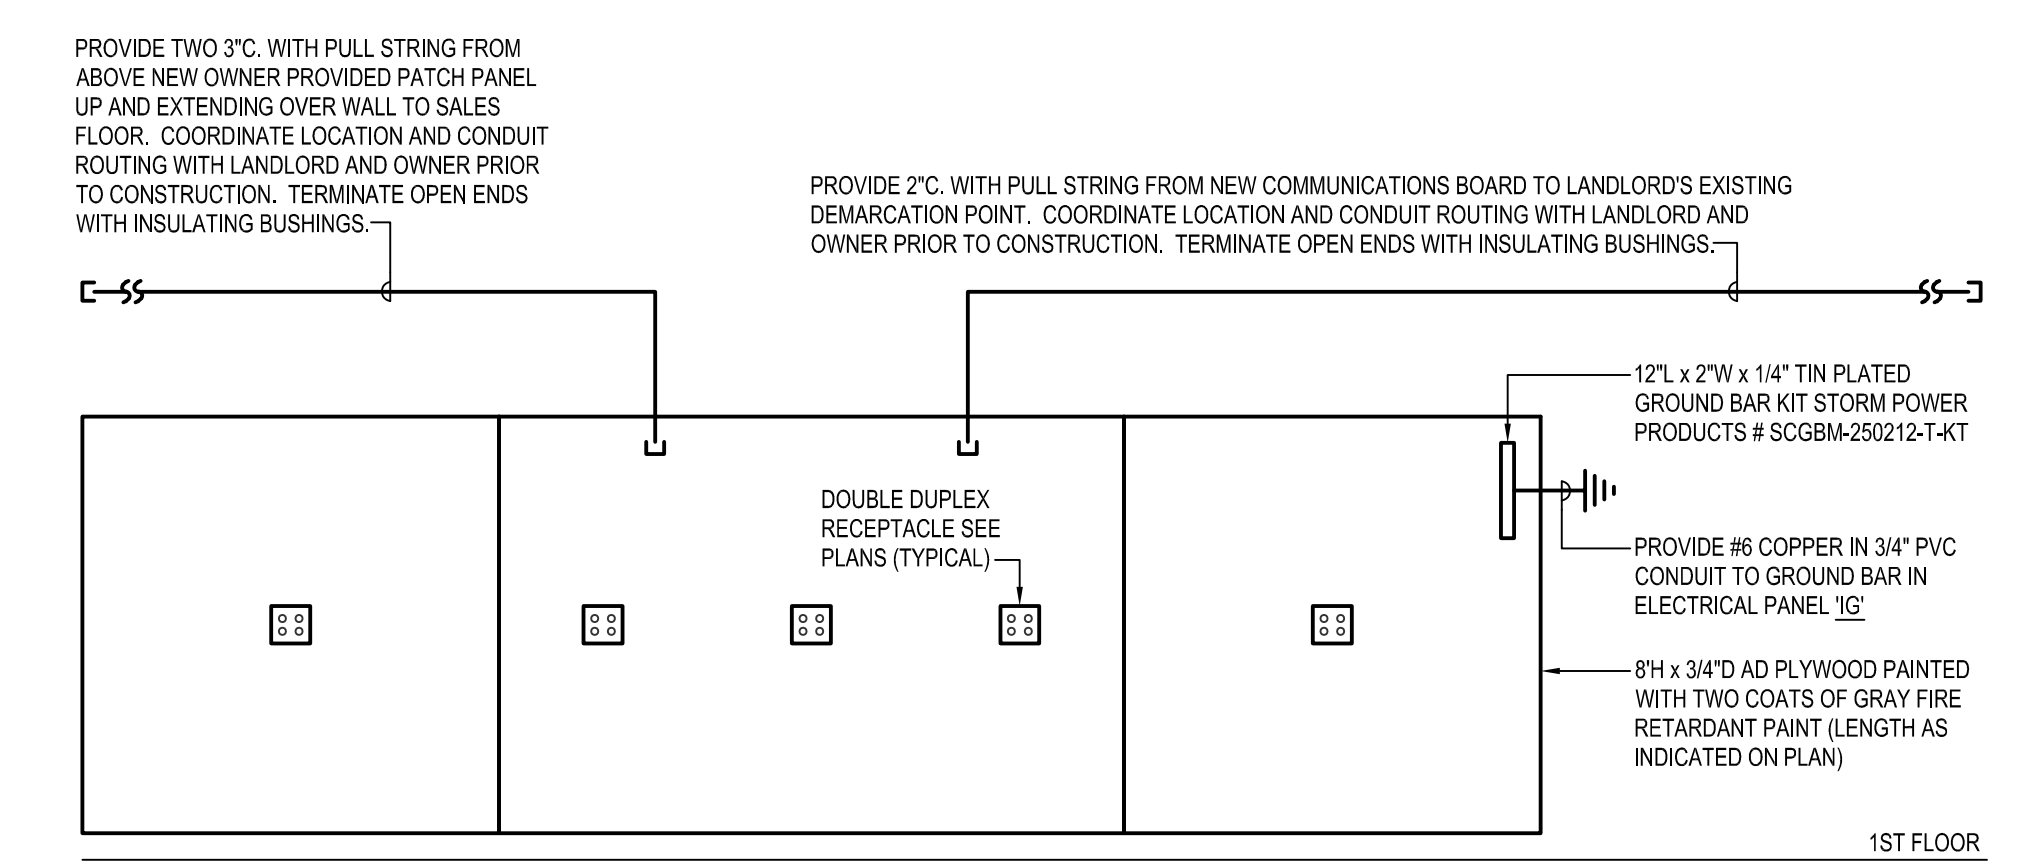 PROVIDE TWO 3"C. WITH PULL STRING FROM
ABOVE NEW OWNER PROVIDED PATCH PANEL
UP AND EXTENDING OVER WALL TO SALES
FLOOR. COORDINATE LOCATION AND CONDUIT
ROUTING WITH LANDLORD AND OWNER PRIOR
TO CONSTRUCTION. TERMINATE OPEN ENDS
WITH INSULATING BUSHINGS.
PROVIDE 2"C. WITH PULL STRING FROM NEW COMMUNICATIONS BOARD TO LANDLORD'S EXISTING
DEMARCATION POINT. COORDINATE LOCATION AND CONDUIT ROUTING WITH LANDLORD AND
OWNER PRIOR TO CONSTRUCTION. TERMINATE OPEN ENDS WITH INSULATING BUSHINGS.
12"L x 2"W x 1/4" TIN PLATED
GROUND BAR KIT STORM POWER
PRODUCTS # SCGBM-250212-T-KT
DOUBLE DUPLEX
RECEPTACLE SEE
PLANS (TYPICAL)
PROVIDE #6 COPPER IN 3/4" PVC
CONDUIT TO GROUND BAR IN
ELECTRICAL PANEL 'IG'
8'H x 3/4"D AD PLYWOOD PAINTED
WITH TWO COATS OF GRAY FIRE
RETARDANT PAINT (LENGTH AS
INDICATED ON PLAN)
1ST FLOOR